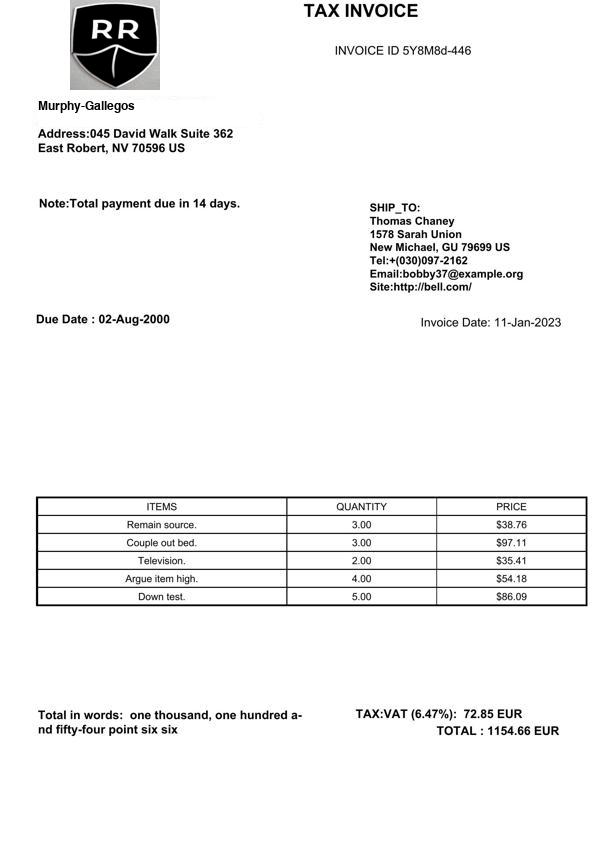 RR
TAX INVOICE
INVOICE ID 5Y8M8d-446
Murphy-Gallegos
Address:045 David Walk Suite 362
East Robert, NV 70596 US
Note:Total payment due in 14 days.
SHIP_TO:
Thomas Chaney
1578 Sarah Union
New Michael, GU 79699 US
Tel:+(030)097-2162
Email:bobby37@example.org
Site:http://bell.com/
Due Date : 02-Aug-2000
Invoice Date: 11-Jan-2023
ITEMS QUANTITY PRICE
Remain source. 3.00 $38.76
Couple out bed. 3.00 $97.11
Television. 2.00 $35.41
Argue item high. 4.00 $54.18
Down test. 5.00 $86.09
Total in words: one thousand, one hundred a-
nd fifty-four point six six
TAX:VAT (6.47%): 72.85 EUR
TOTAL : 1154.66 EUR